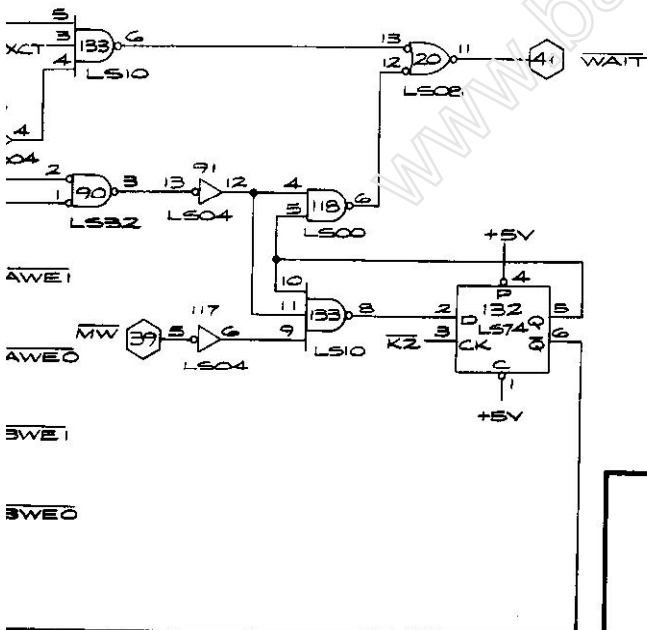 5
3
4
XCT
133
6
LS10
13
12
20
11
LS08
41
WAIT
4
2
1
90
3
LS32
13
91
12
LS04
4
5
118
6
LS00
+5V
4
AWE1
10
11
9
133
8
LS10
MW
39
5
117
6
LS04
K2
2
3
P
132
D
LS74
Q
CK
Q
C
5
6
1
+5V
AWE0
BWE1
BWE0